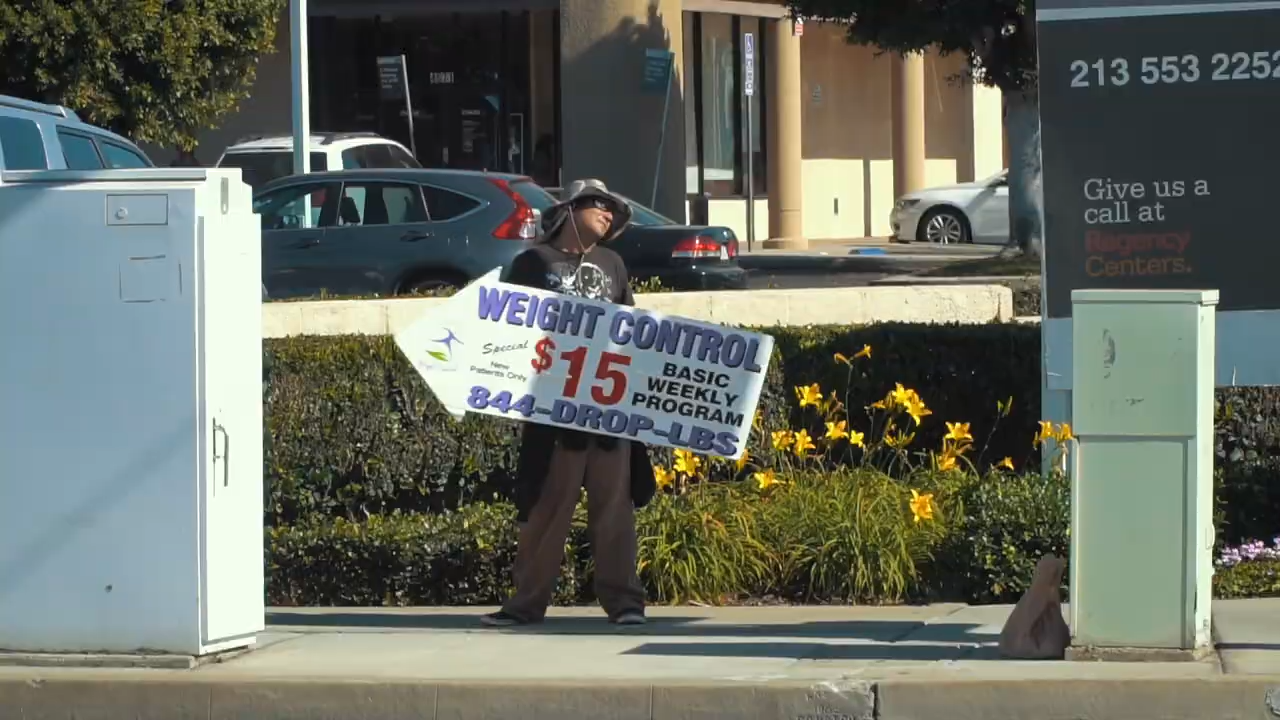 4631
213 553 2252
Give us a
call at
Regency
Centers.
WEIGHT CONTROL
Special
$15
New
Patients Only
BASIC
WEEKLY
PROGRAM
844-DROP-LBS